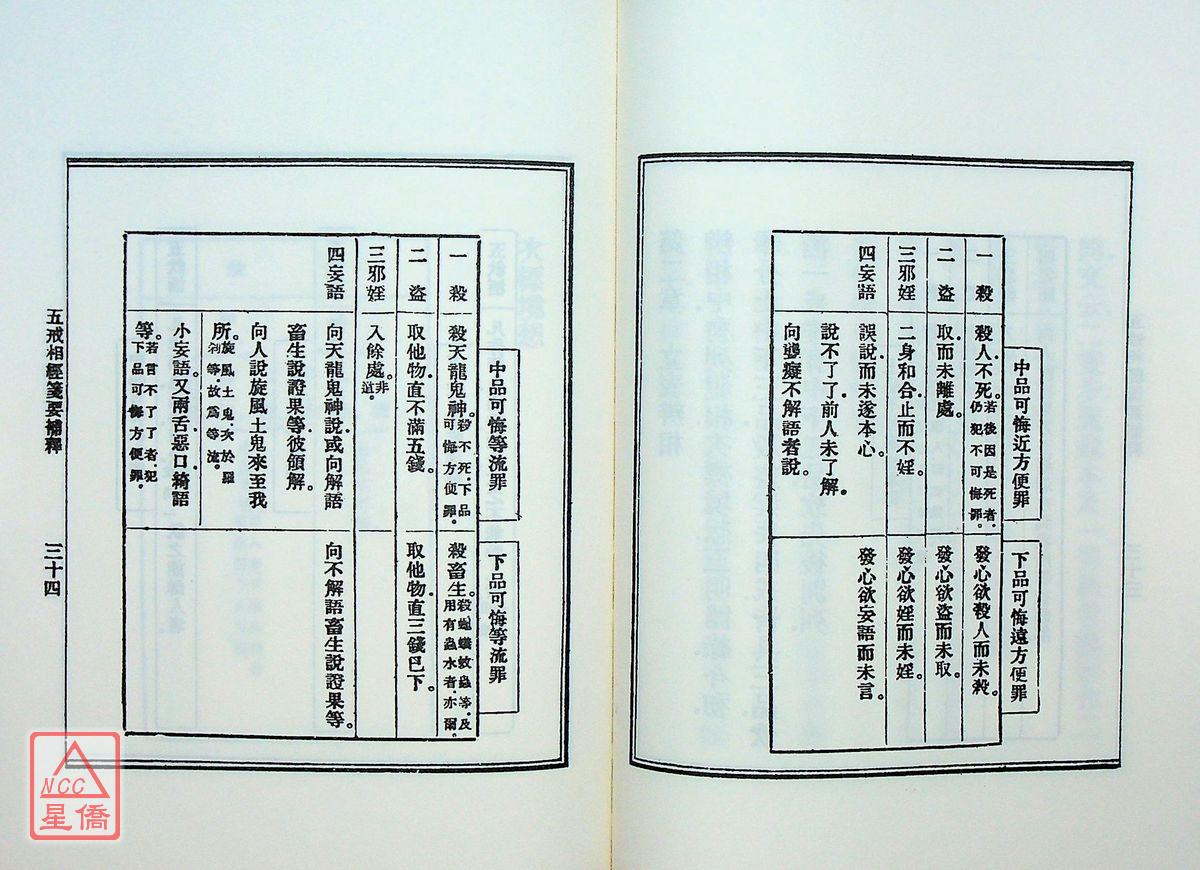 中品可悔近方便罪
下品可悔遠方便罪
一殺
殺人不死。若後因是死者,仍犯不可悔罪。
發心欲殺人而未殺。
二盜
取而未離處。
發心欲盜而未取。
三邪婬
二身和合止而不婬。
發心欲婬而未婬。
四妄語
誤說而未遂本心。
說不了了前人未了解。
向聾癡不解語者說。
發心欲妄語而未言。
中品可悔等流罪
下品可悔等流罪
一殺
殺天龍鬼神。殺不死,下品可悔方便罪。
殺畜生。殺蝦蟻蚊蟲等,及用有蟲水者,亦爾。
二盜
取他物直不滿五錢。
取他物直三錢已下。
三邪婬
入餘處。非道。
四妄語
向天龍鬼神說,或向解語
畜生說證果等彼領解。
向人說旋風土鬼來至我
所。旋風土鬼,次於羅剎等,故爲等流。
小妄語,又兩舌,惡口,綺語
等。若言不了了者,犯下品可悔方便罪。
向不解語畜生說證果等。
五戒相經箋要補釋
三十四
NCC
星僑